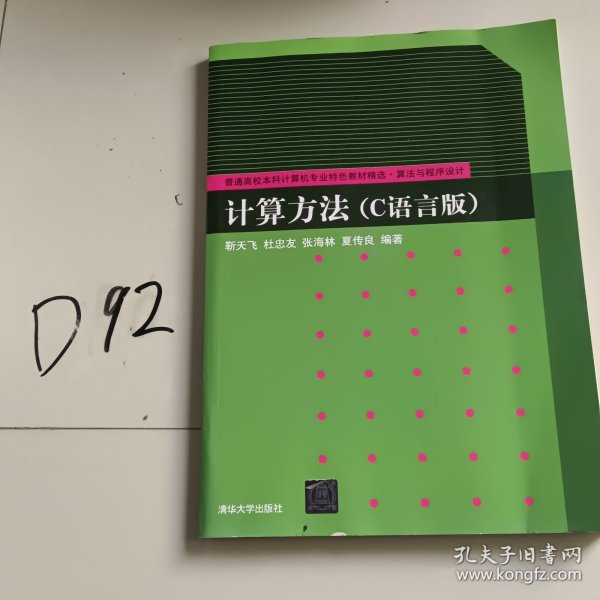 普通高校本科计算机专业特色教材精选·算法与程序设计
计算方法(C语言版)
靳天飞 杜忠友 张海林 夏传良 编著
D92
清华大学出版社
孔夫子旧书网
www.kongfz.com